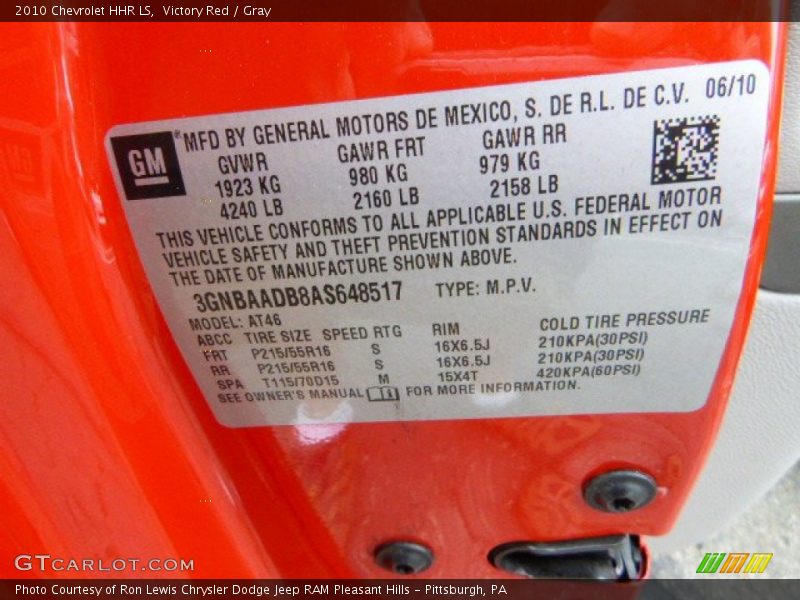 2010 Chevrolet HHR LS, Victory Red / Gray
GM
® MFD BY GENERAL MOTORS DE MEXICO, S. DE R.L. DE C.V. 06/10
GVWR GAWR FRT GAWR RR
1923 KG 980 KG 979 KG
4240 LB 2160 LB 2158 LB
THIS VEHICLE CONFORMS TO ALL APPLICABLE U.S. FEDERAL MOTOR
VEHICLE SAFETY AND THEFT PREVENTION STANDARDS IN EFFECT ON
THE DATE OF MANUFACTURE SHOWN ABOVE.
3GNBAADB8AS648517 TYPE: M.P.V.
MODEL: AT46
ABCC TIRE SIZE SPEED RTG RIM COLD TIRE PRESSURE
FRT P215/55R16 S 16X6.5J 210KPA(30PSI)
RR P215/55R16 S 16X6.5J 210KPA(30PSI)
SPA T115/70D15 M 15X4T 420KPA(60PSI)
SEE OWNER'S MANUAL FOR MORE INFORMATION.
GTCARLOT.COM
Photo Courtesy of Ron Lewis Chrysler Dodge Jeep RAM Pleasant Hills – Pittsburgh, PA